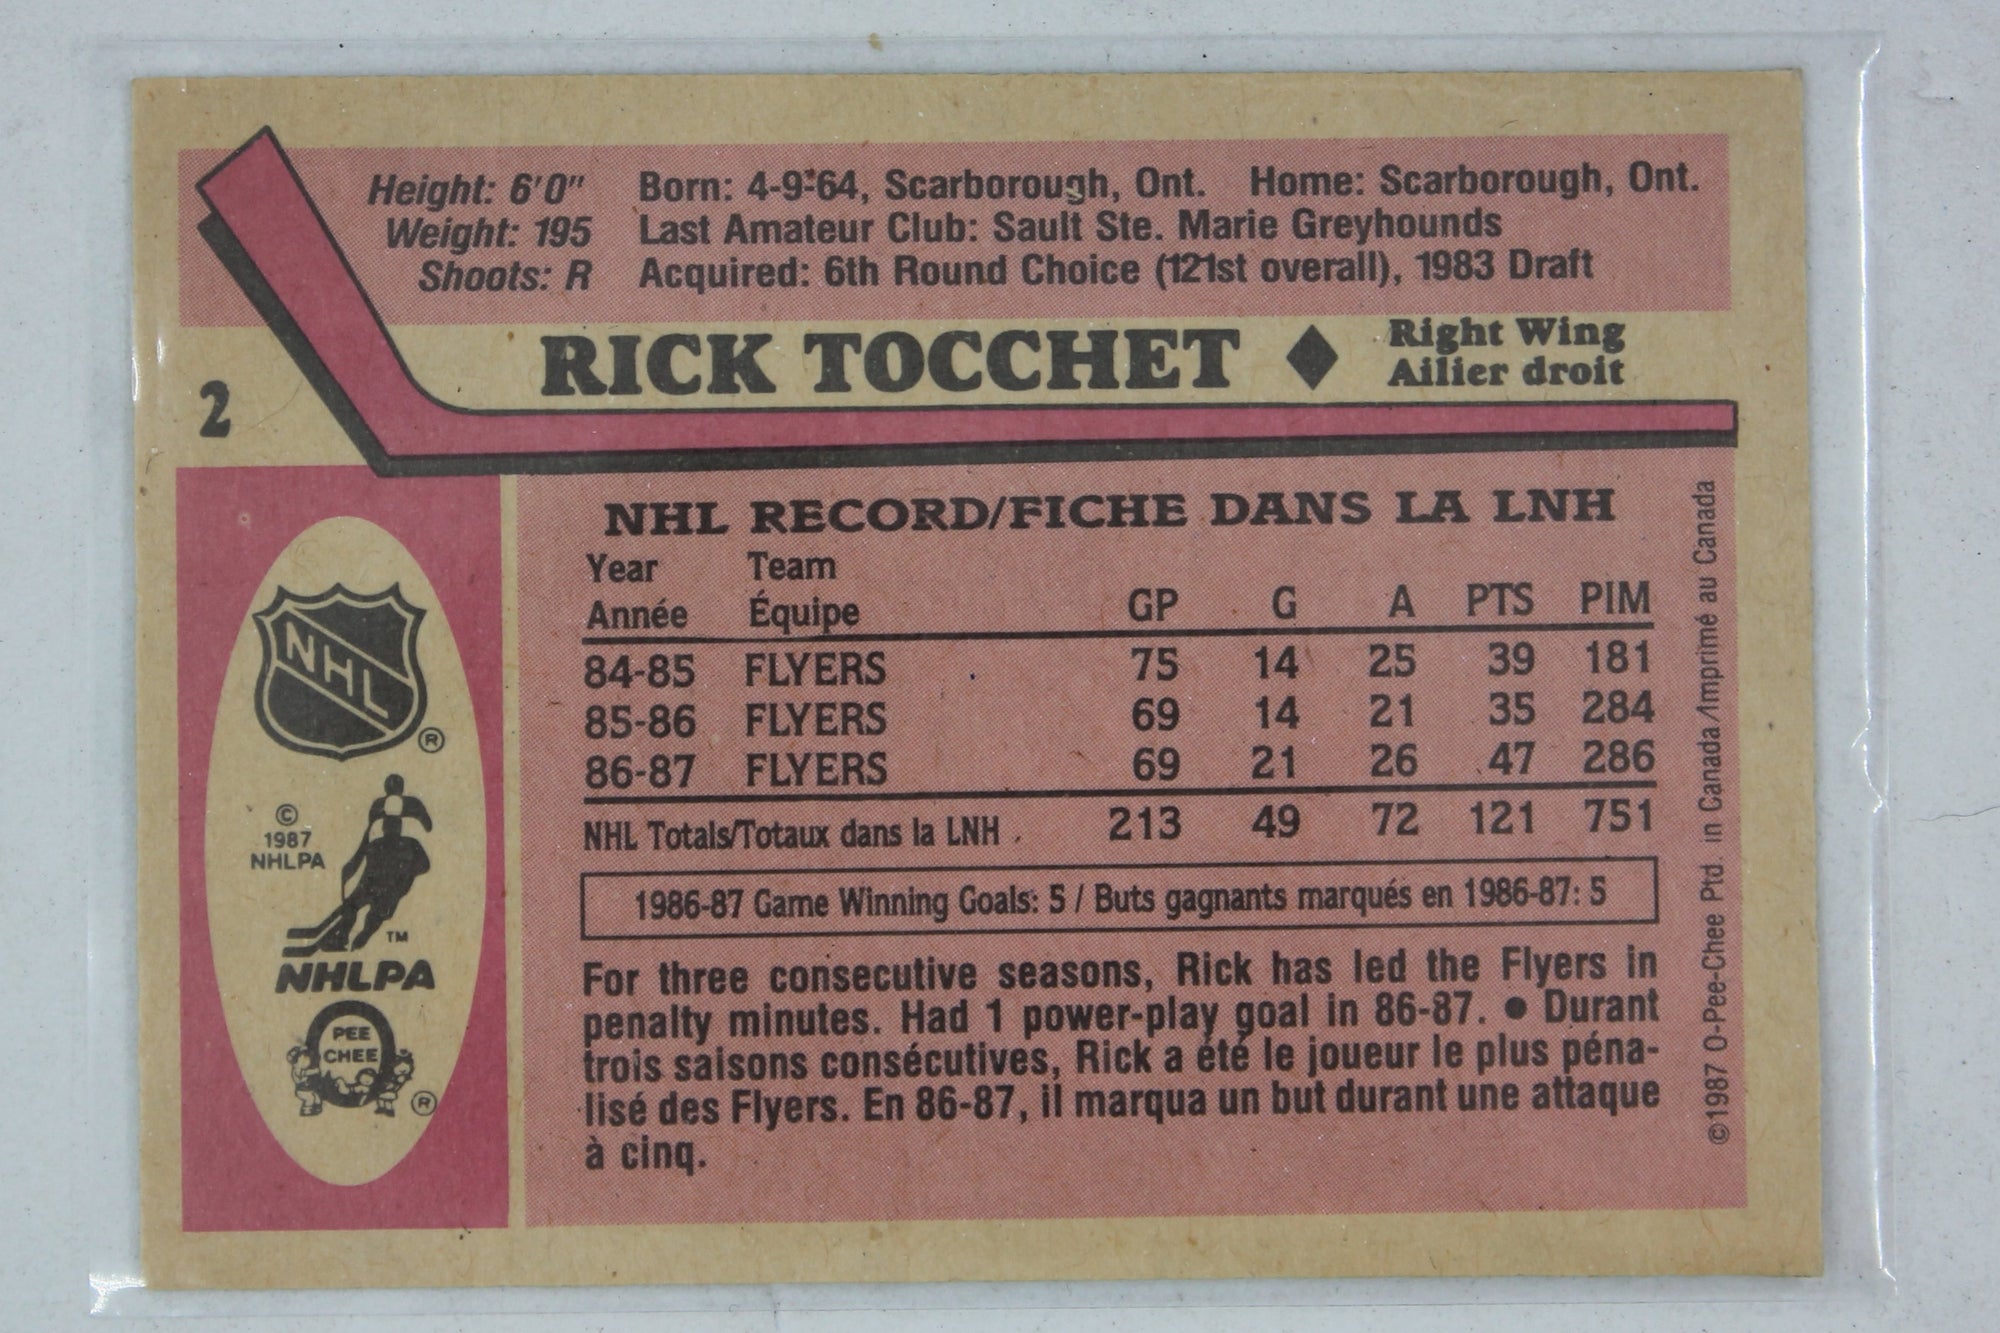 Height: 6'0" Born: 4-9-64, Scarborough, Ont. Home: Scarborough, Ont.
Weight: 195 Last Amateur Club: Sault Ste. Marie Greyhounds
Shoots: R Acquired: 6th Round Choice (121st overall), 1983 Draft
RICK TOCCHET ♦ Right Wing
Ailier droit
2
NHL RECORD/FICHE DANS LA LNH
Year Team
Année Équipe GP G A PTS PIM
84-85 FLYERS 75 14 25 39 181
85-86 FLYERS 69 14 21 35 284
86-87 FLYERS 69 21 26 47 286
NHL Totals/Totaux dans la LNH 213 49 72 121 751
1986-87 Game Winning Goals: 5 / Buts gagnants marqués en 1986-87: 5
For three consecutive seasons, Rick has led the Flyers in
penalty minutes. Had 1 power-play goal in 86-87. ● Durant
trois saisons consécutives, Rick a été le joueur le plus péna-
lisé des Flyers. En 86-87, il marqua un but durant une attaque
à cinq.
NHL ®
©
1987
NHLPA
TM
NHLPA
O
PEE
CHEE
®
©1987 O-Pee-Chee Ptd. in Canada/Imprimé au Canada